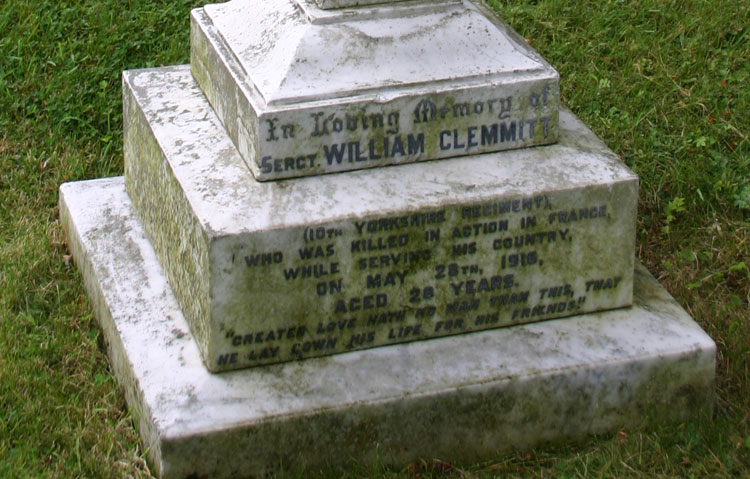 In Loving Memory of
SERGT. WILLIAM CLEMMITT.
(10TH YORKSHIRE REGIMENT),
WHO WAS KILLED IN ACTION IN FRANCE,
WHILE SERVING HIS COUNTRY,
ON MAY 28TH, 1918,
AGED 28 YEARS.
"GREATER LOVE HATH NO MAN THAN THIS, THAT
HE LAY DOWN HIS LIFE FOR HIS FRIENDS."